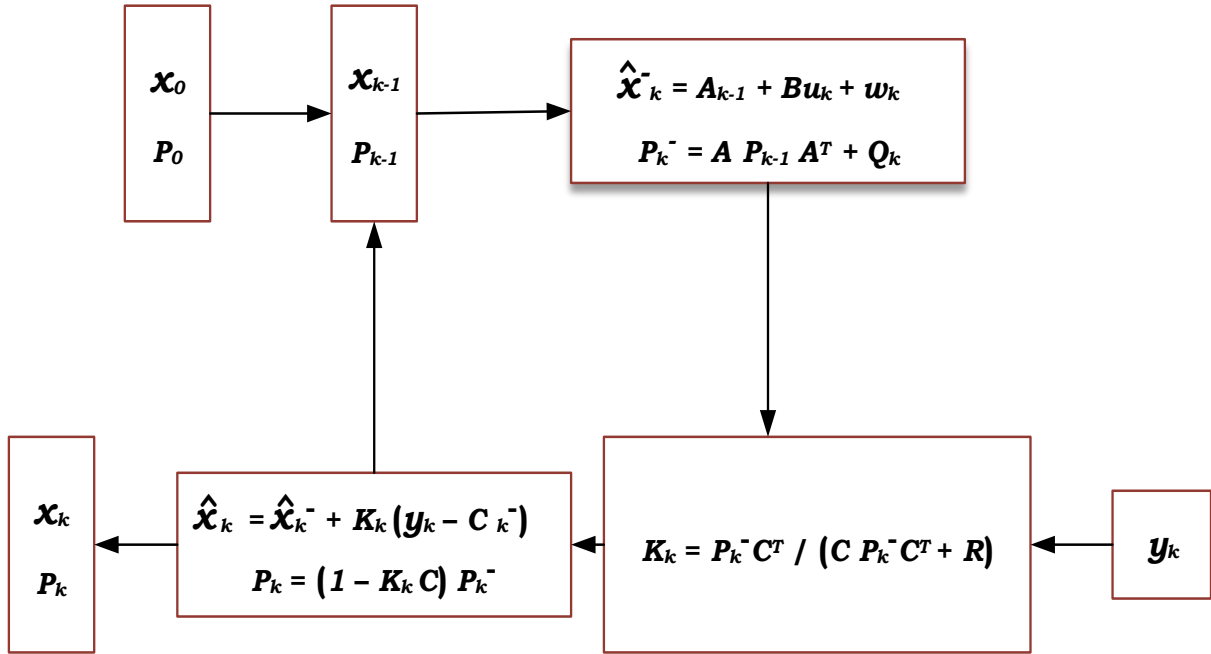 x₀
P₀
xₖ₋₁
Pₖ₋₁
x̂⁻ₖ = Aₖ₋₁ + Buₖ + wₖ
Pₖ⁻ = A Pₖ₋₁ Aᵀ + Qₖ
xₖ
Pₖ
x̂ₖ = x̂ₖ⁻ + Kₖ (yₖ – C ₖ⁻)
Pₖ = (1 – Kₖ C) Pₖ⁻
Kₖ = Pₖ⁻ Cᵀ / (C Pₖ⁻ Cᵀ + R)
yₖ